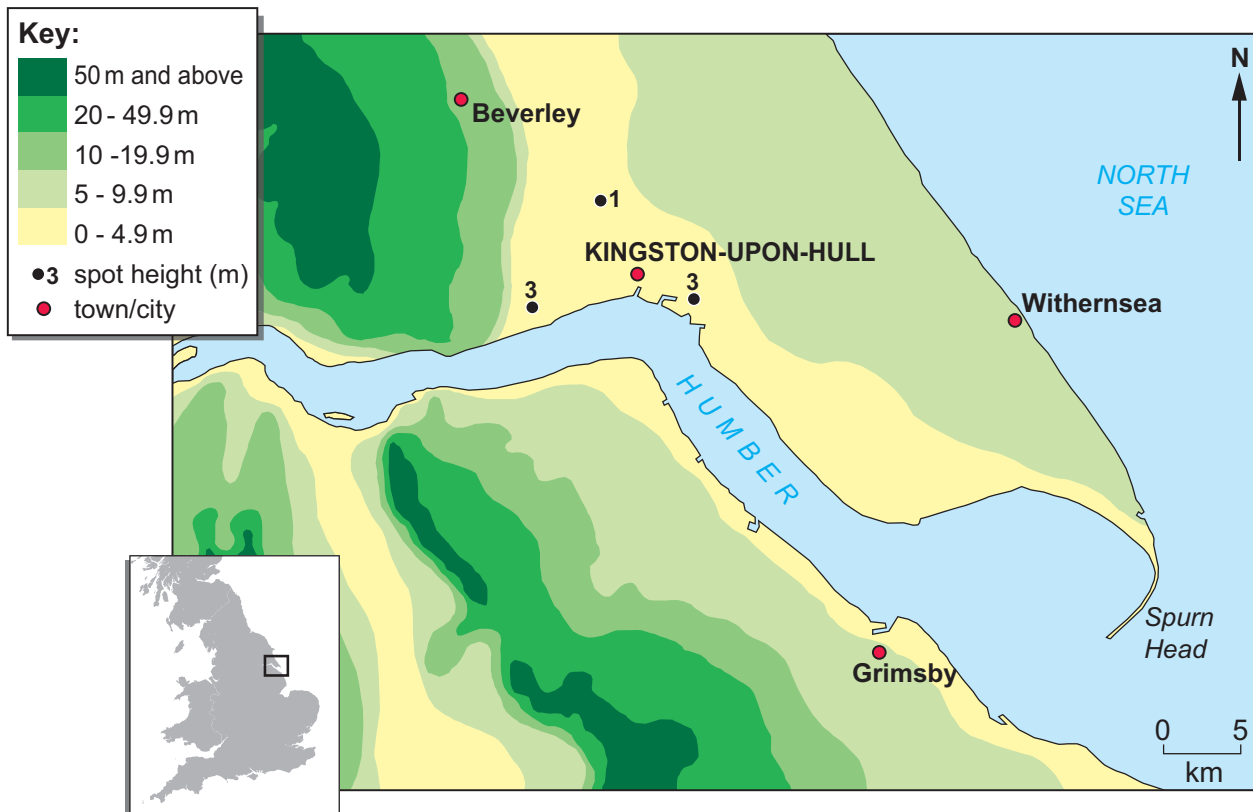 Key:
50 m and above
20 - 49.9 m
10 -19.9 m
5 - 9.9 m
0 - 4.9 m
3 spot height (m)
town/city
N
Beverley
NORTH
SEA
1
KINGSTON-UPON-HULL
3
3
Withernsea
HUMBER
Spurn
Head
Grimsby
0 5
km